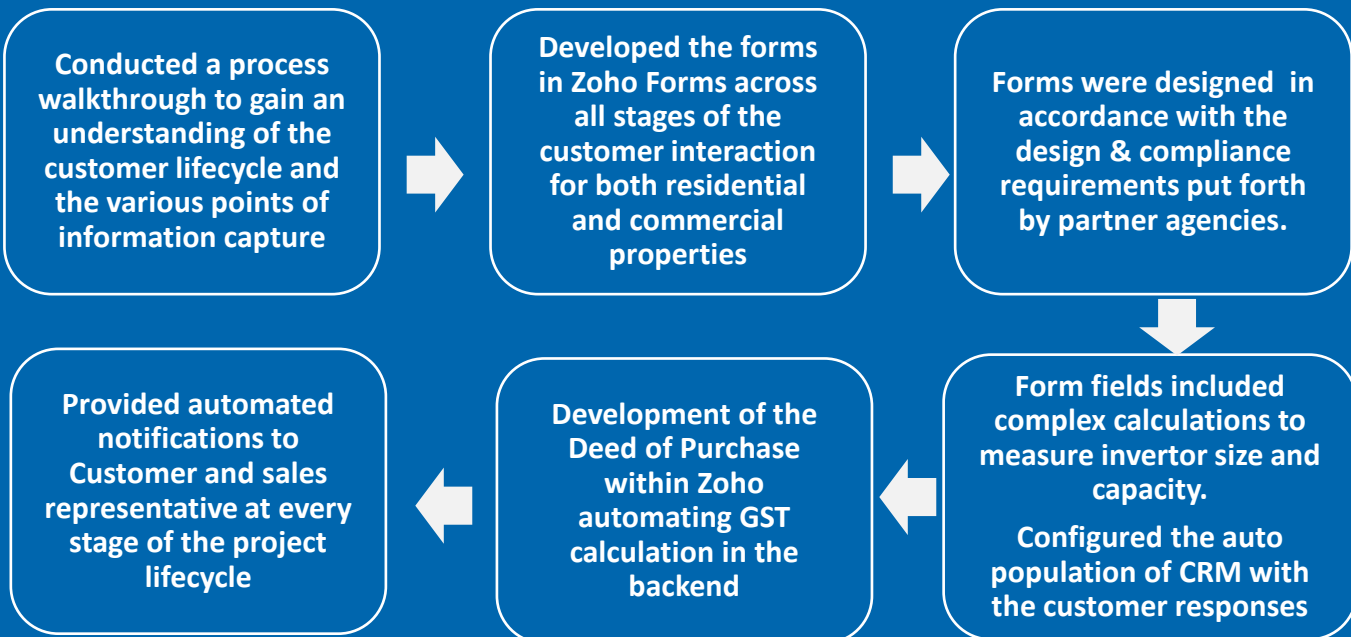 Conducted a process
walkthrough to gain an
understanding of the
customer lifecycle and
the various points of
information capture
Developed the forms
in Zoho Forms across
all stages of the
customer interaction
for both residential
and commercial
properties
Forms were designed in
accordance with the
design & compliance
requirements put forth
by partner agencies.
Form fields included
complex calculations to
measure invertor size and
capacity.
Configured the auto
population of CRM with
the customer responses
Development of the
Deed of Purchase
within Zoho
automating GST
calculation in the
backend
Provided automated
notifications to
Customer and sales
representative at every
stage of the project
lifecycle